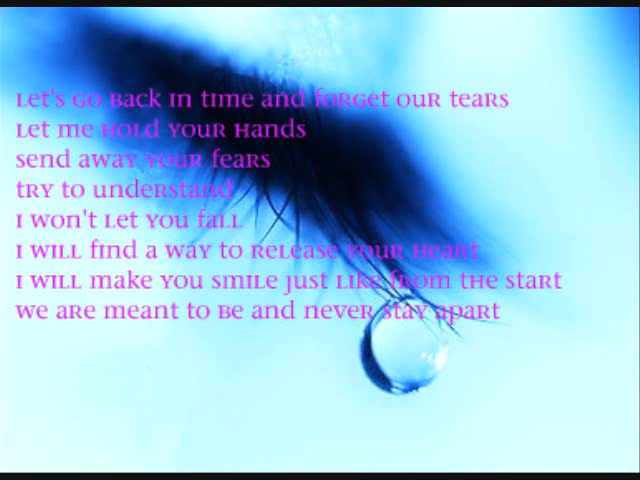 Let's go back in time and forget our tears
Let me hold your hands
send away your fears
try to understand
I won't let you fall
I will find a way to release your heart
I will make you smile just like from the start
we are meant to be and never stay apart